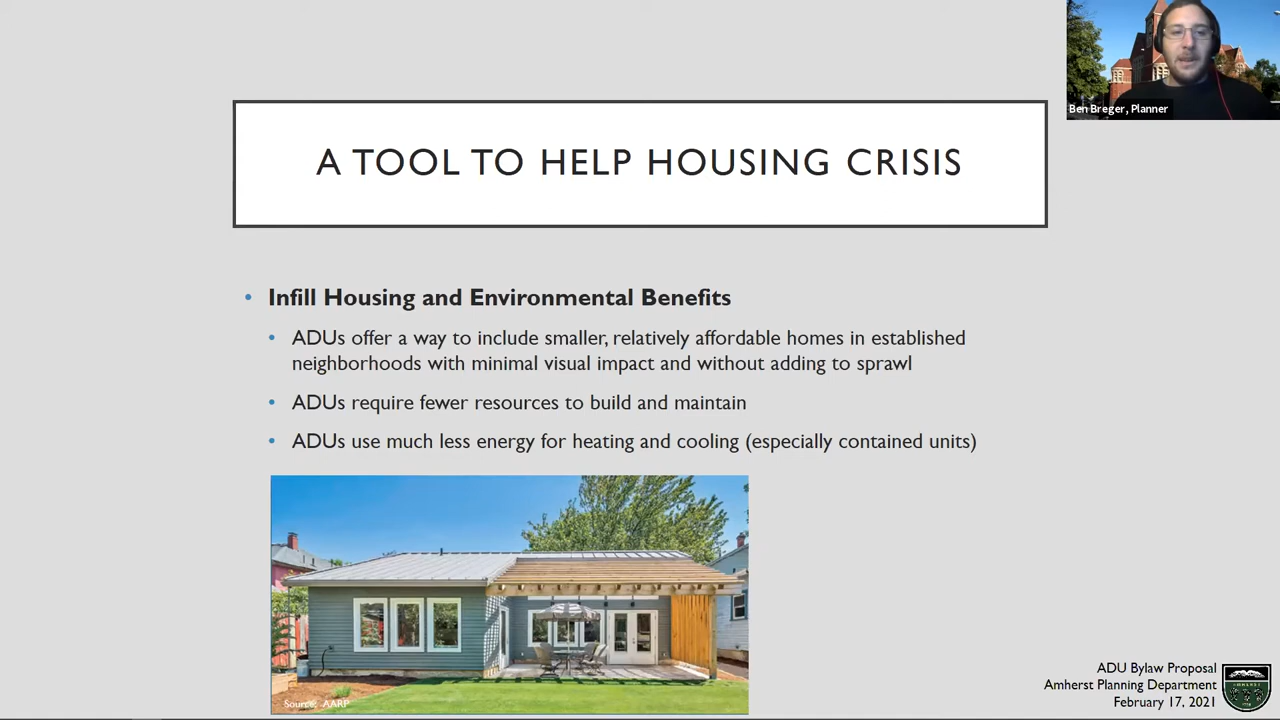 Ben Breger, Planner
A TOOL TO HELP HOUSING CRISIS
• Infill Housing and Environmental Benefits
• ADUs offer a way to include smaller, relatively affordable homes in established
neighborhoods with minimal visual impact and without adding to sprawl
• ADUs require fewer resources to build and maintain
• ADUs use much less energy for heating and cooling (especially contained units)
Source: AARP
ADU Bylaw Proposal
Amherst Planning Department
February 17, 2021